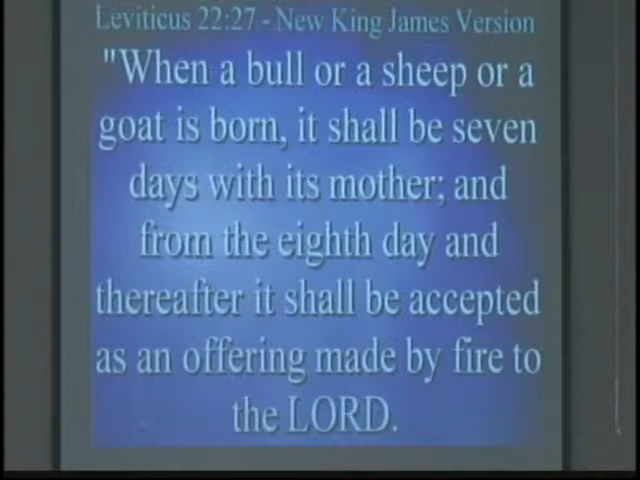 Leviticus 22:27 - New King James Version
"When a bull or a sheep or a
goat is born, it shall be seven
days with its mother; and
from the eighth day and
thereafter it shall be accepted
as an offering made by fire to
the LORD.